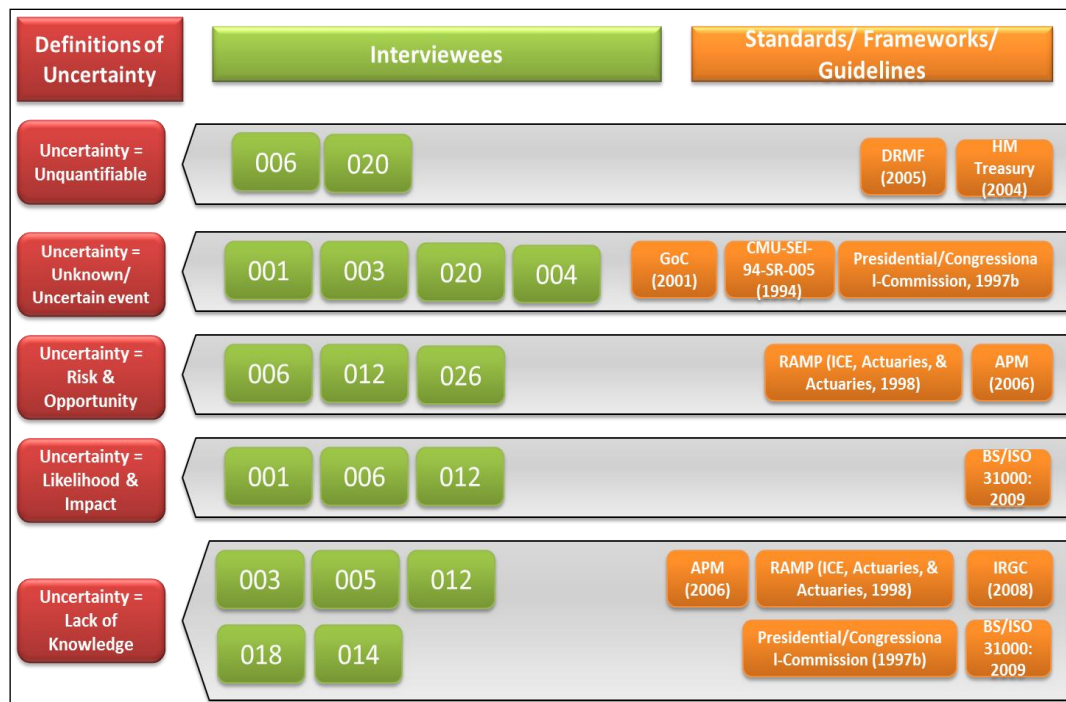 Definitions of
Uncertainty
Interviewees
Standards/ Frameworks/
Guidelines
Uncertainty =
Unquantifiable
006
020
DRMF
(2005)
HM
Treasury
(2004)
Uncertainty =
Unknown/
Uncertain event
001
003
020
004
GoC
(2001)
CMU-SEI-
94-SR-005
(1994)
Presidential/Congressiona
l-Commission, 1997b
Uncertainty =
Risk &
Opportunity
006
012
026
RAMP (ICE, Actuaries, &
Actuaries, 1998)
APM
(2006)
Uncertainty =
Likelihood &
Impact
001
006
012
BS/ISO
31000:
2009
Uncertainty =
Lack of
Knowledge
003
005
012
018
014
APM
(2006)
RAMP (ICE, Actuaries, &
Actuaries, 1998)
IRGC
(2008)
Presidential/Congressiona
l-Commission (1997b)
BS/ISO
31000:
2009